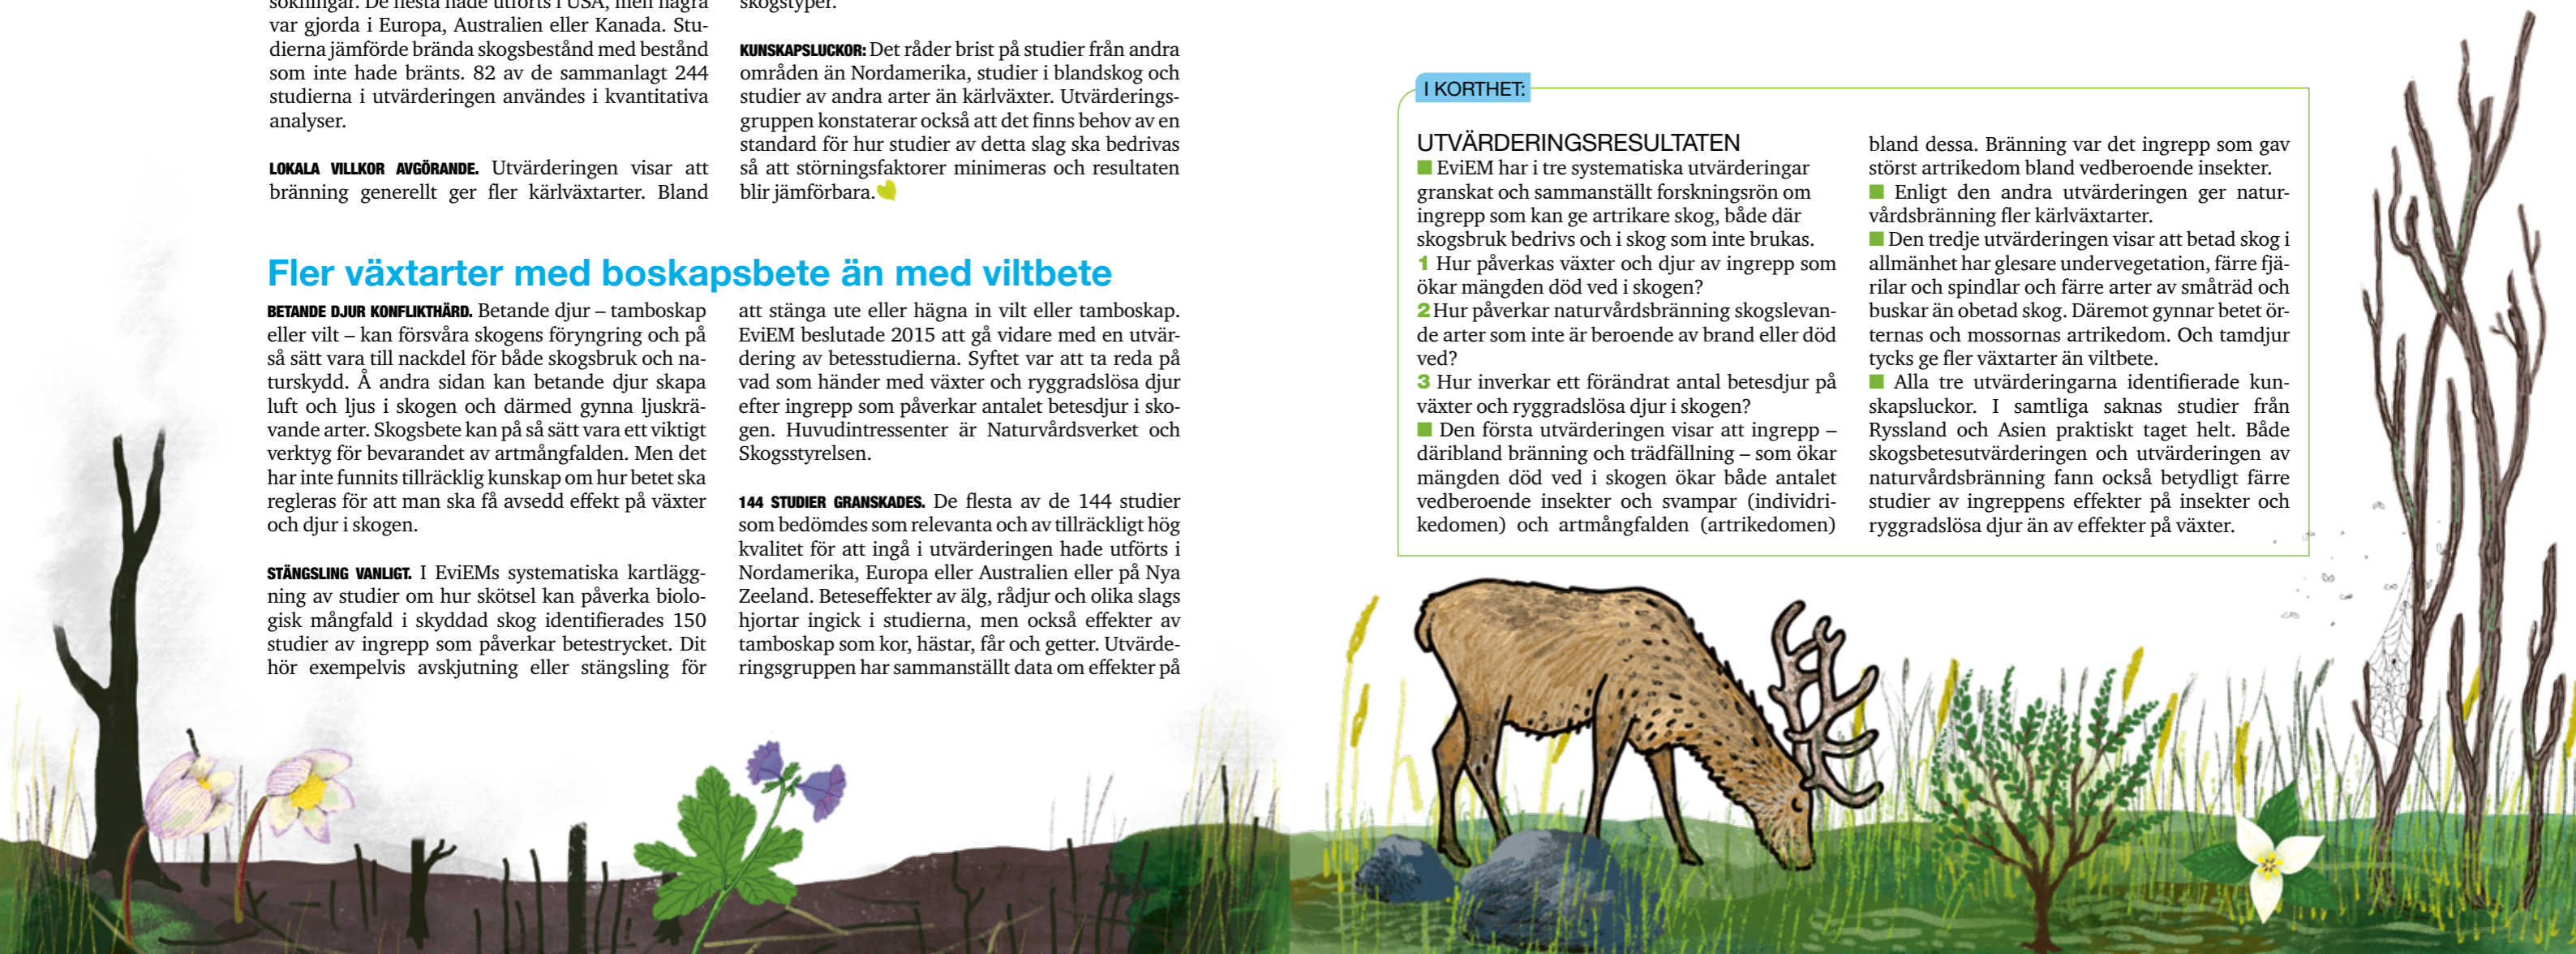 sökningar. De flesta hade utförts i USA, men några
var gjorda i Europa, Australien eller Kanada. Stu-
dierna jämförde brända skogsbestånd med bestånd
som inte hade bränts. 82 av de sammanlagt 244
studierna i utvärderingen användes i kvantitativa
analyser.
LOKALA VILLKOR AVGÖRANDE. Utvärderingen visar att
bränning generellt ger fler kärlväxtarter. Bland
skogstyper.
KUNSKAPSLUCKOR: Det råder brist på studier från andra
områden än Nordamerika, studier i blandskog och
studier av andra arter än kärlväxter. Utvärderings-
gruppen konstaterar också att det finns behov av en
standard för hur studier av detta slag ska bedrivas
så att störningsfaktorer minimeras och resultaten
blir jämförbara.
Fler växtarter med boskapsbete än med viltbete
BETANDE DJUR KONFLIKTHÄRD. Betande djur – tamboskap
eller vilt – kan försvåra skogens föryngring och på
så sätt vara till nackdel för både skogsbruk och na-
turskydd. Å andra sidan kan betande djur skapa
luft och ljus i skogen och därmed gynna ljuskrä-
vande arter. Skogsbete kan på så sätt vara ett viktigt
verktyg för bevarandet av artmångfalden. Men det
har inte funnits tillräcklig kunskap om hur betet ska
regleras för att man ska få avsedd effekt på växter
och djur i skogen.
STÄNGSLING VANLIGT. I EviEMs systematiska kartlägg-
ning av studier om hur skötsel kan påverka biolo-
gisk mångfald i skyddad skog identifierades 150
studier av ingrepp som påverkar betestrycket. Dit
hör exempelvis avskjutning eller stängsling för
att stänga ute eller hägna in vilt eller tamboskap.
EviEM beslutade 2015 att gå vidare med en utvär-
dering av betesstudierna. Syftet var att ta reda på
vad som händer med växter och ryggradslösa djur
efter ingrepp som påverkar antalet betesdjur i sko-
gen. Huvudintressenter är Naturvårdsverket och
Skogsstyrelsen.
144 STUDIER GRANSKADES. De flesta av de 144 studier
som bedömdes som relevanta och av tillräckligt hög
kvalitet för att ingå i utvärderingen hade utförts i
Nordamerika, Europa eller Australien eller på Nya
Zeeland. Beteseffekter av älg, rådjur och olika slags
hjortar ingick i studierna, men också effekter av
tamboskap som kor, hästar, får och getter. Utvärde-
ringsgruppen har sammanställt data om effekter på
I KORTHET:
UTVÄRDERINGSRESULTATEN
■ EviEM har i tre systematiska utvärderingar
granskat och sammanställt forskningsrön om
ingrepp som kan ge artrikare skog, både där
skogsbruk bedrivs och i skog som inte brukas.
1 Hur påverkas växter och djur av ingrepp som
ökar mängden död ved i skogen?
2 Hur påverkar naturvårdsbränning skogslevan-
de arter som inte är beroende av brand eller död
ved?
3 Hur inverkar ett förändrat antal betesdjur på
växter och ryggradslösa djur i skogen?
■ Den första utvärderingen visar att ingrepp –
däribland bränning och trädfällning – som ökar
mängden död ved i skogen ökar både antalet
vedberoende insekter och svampar (individri-
kedomen) och artmångfalden (artrikedomen)
bland dessa. Bränning var det ingrepp som gav
störst artrikedom bland vedberoende insekter.
■ Enligt den andra utvärderingen ger natur-
vårdsbränning fler kärlväxtarter.
■ Den tredje utvärderingen visar att betad skog i
allmänhet har glesare undervegetation, färre fjä-
rilar och spindlar och färre arter av småträd och
buskar än obetad skog. Däremot gynnar betet ör-
ternas och mossornas artrikedom. Och tamdjur
tycks ge fler växtarter än viltbete.
■ Alla tre utvärderingarna identifierade kun-
skapsluckor. I samtliga saknas studier från
Ryssland och Asien praktiskt taget helt. Både
skogsbetesutvärderingen och utvärderingen av
naturvårdsbränning fann också betydligt färre
studier av ingreppens effekter på insekter och
ryggradslösa djur än av effekter på växter.